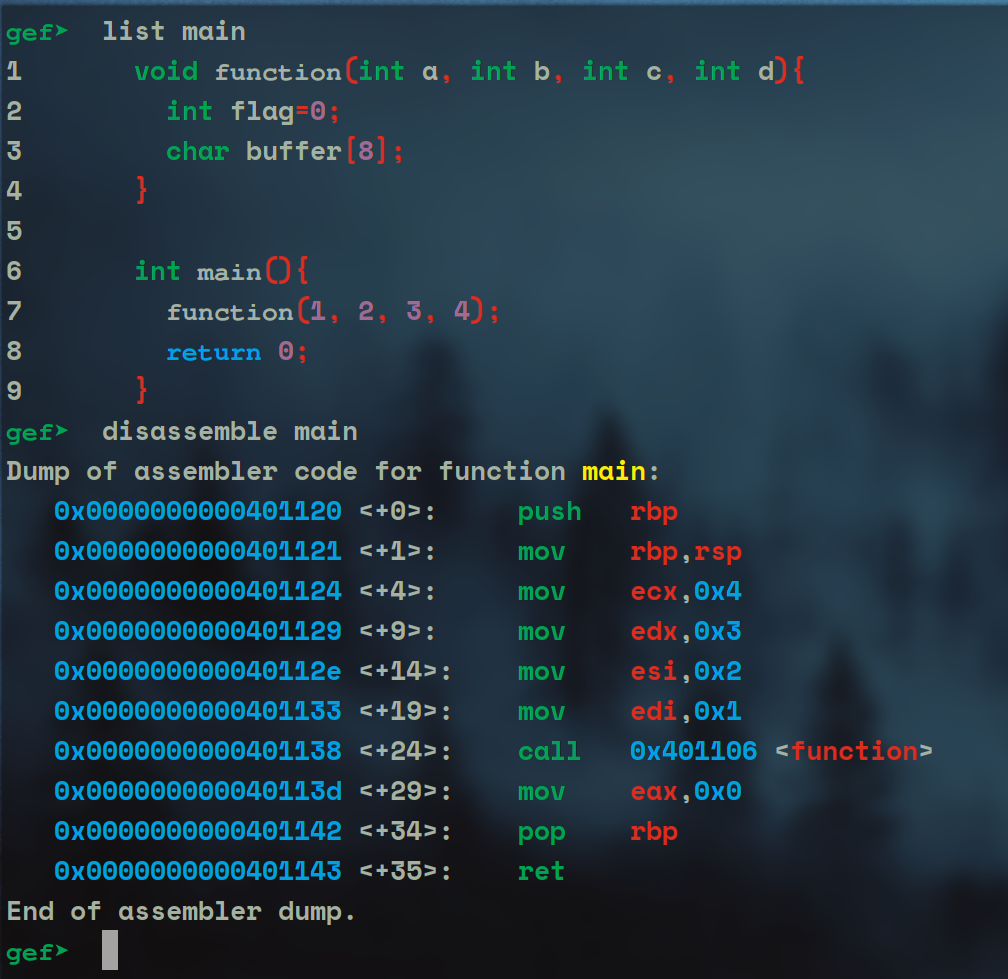 gef➤  list main
1       void function(int a, int b, int c, int d){
2         int flag=0;
3         char buffer[8];
4       }
5
6       int main(){
7         function(1, 2, 3, 4);
8         return 0;
9       }
gef➤  disassemble main
Dump of assembler code for function main:
   0x0000000000401120 <+0>:     push   rbp
   0x0000000000401121 <+1>:     mov    rbp,rsp
   0x0000000000401124 <+4>:     mov    ecx,0x4
   0x0000000000401129 <+9>:     mov    edx,0x3
   0x000000000040112e <+14>:    mov    esi,0x2
   0x0000000000401133 <+19>:    mov    edi,0x1
   0x0000000000401138 <+24>:    call   0x401106 <function>
   0x000000000040113d <+29>:    mov    eax,0x0
   0x0000000000401142 <+34>:    pop    rbp
   0x0000000000401143 <+35>:    ret
End of assembler dump.
gef➤